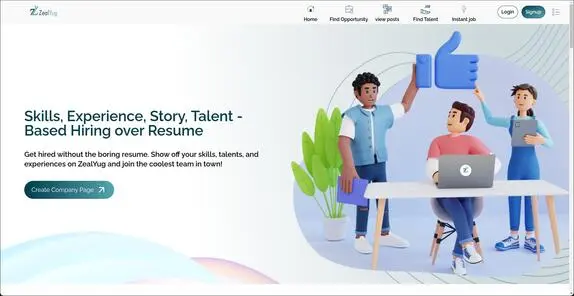 ZealYug
Home
Find Opportunity
view posts
Find Talent
Instant job
Login
Signup
Skills, Experience, Story, Talent -
Based Hiring over Resume
Get hired without the boring resume. Show off your skills, talents, and
experiences on ZealYug and join the coolest team in town!
Create Company Page